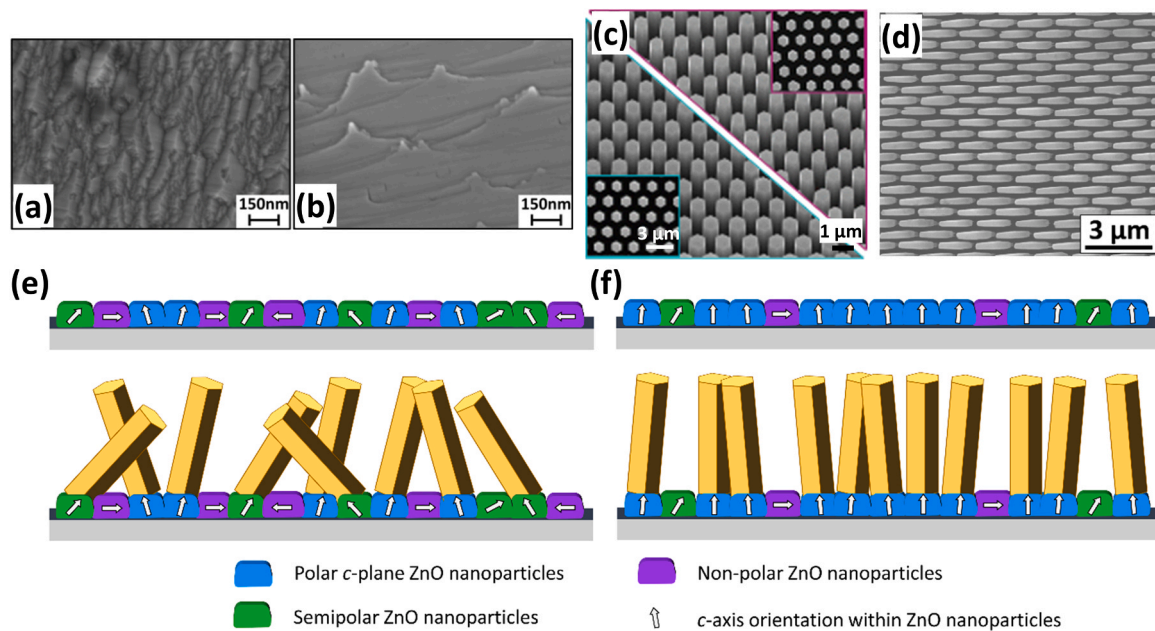 (a)
150nm
(b)
150nm
(c)
3 μm
1 μm
(d)
3 μm
(e)
(f)
Polar c-plane ZnO nanoparticles
Non-polar ZnO nanoparticles
Semipolar ZnO nanoparticles
c-axis orientation within ZnO nanoparticles